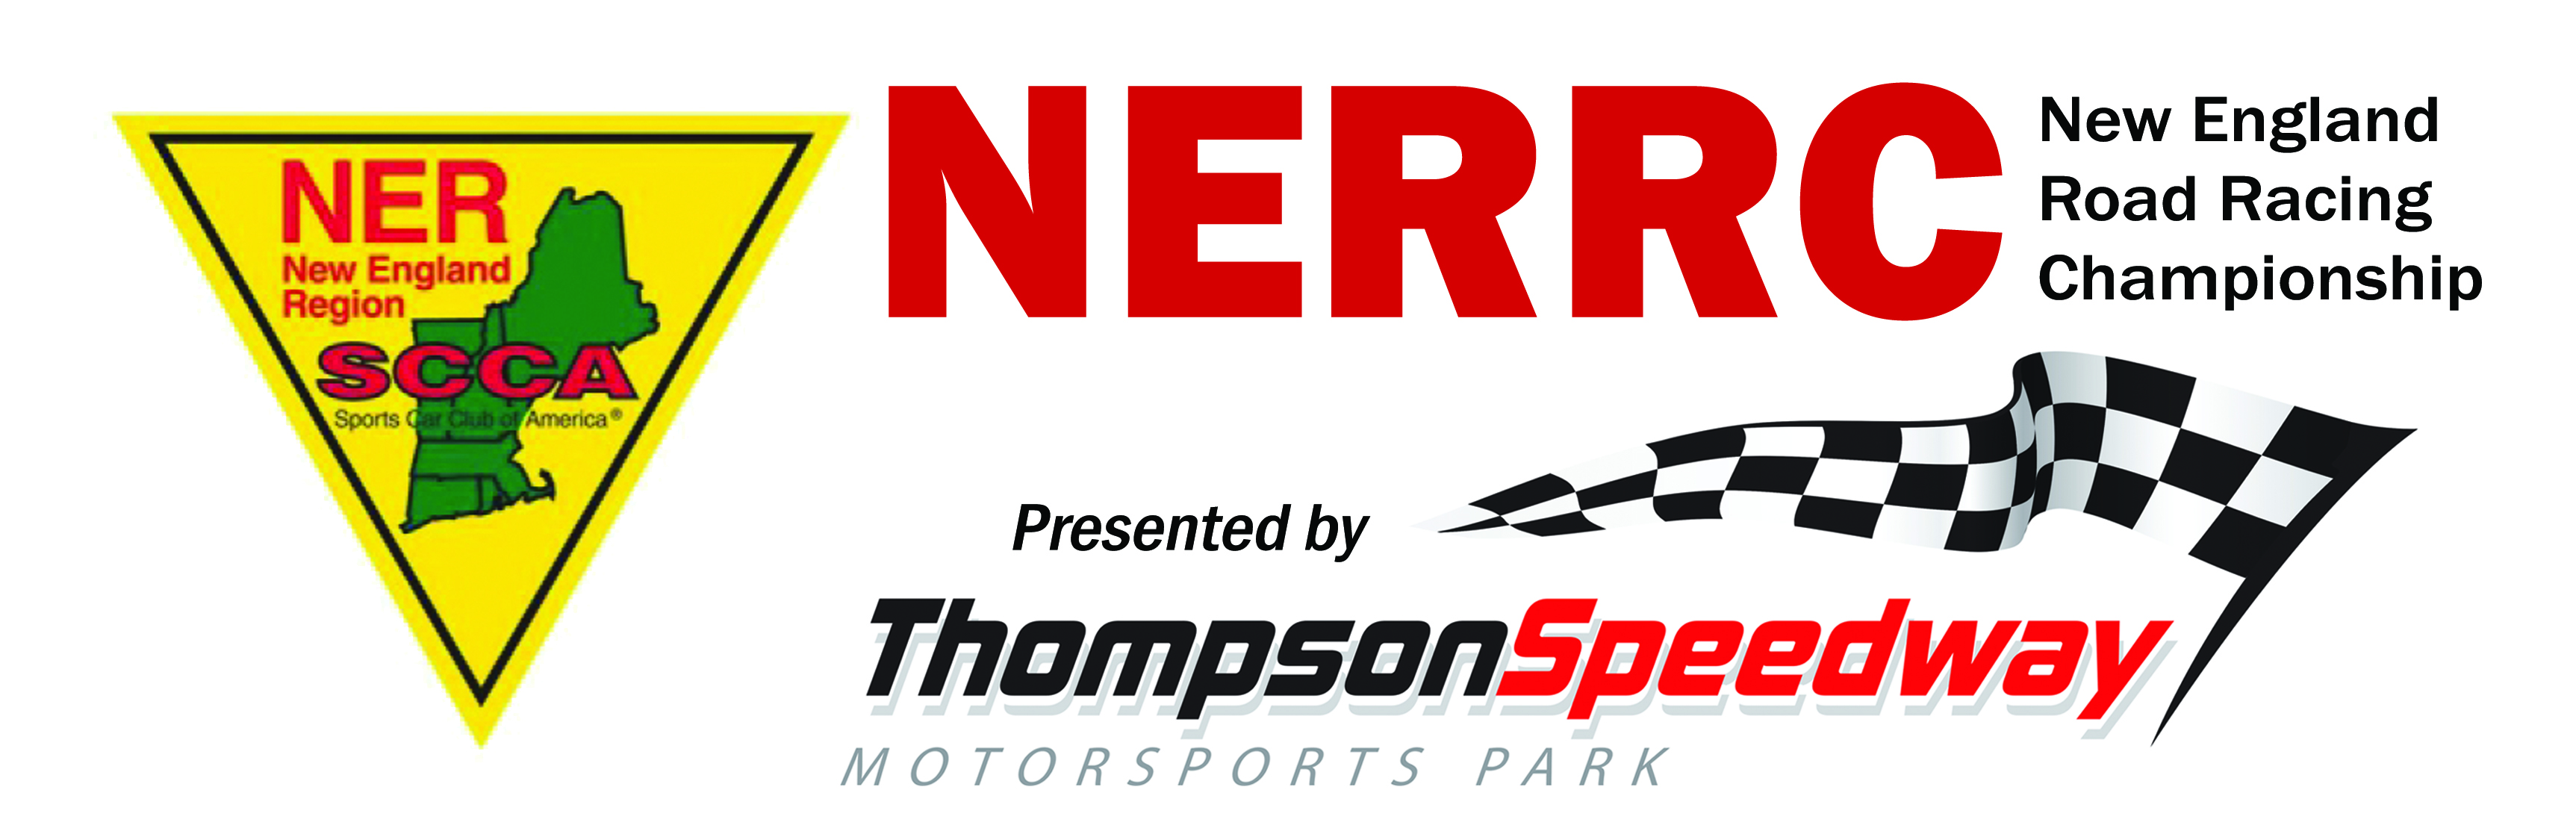 NER
New England
Region
SCCA
Sports Car Club of America®
NERRC
New England
Road Racing
Championship
Presented by
ThompsonSpeedway
MOTORSPORTS PARK